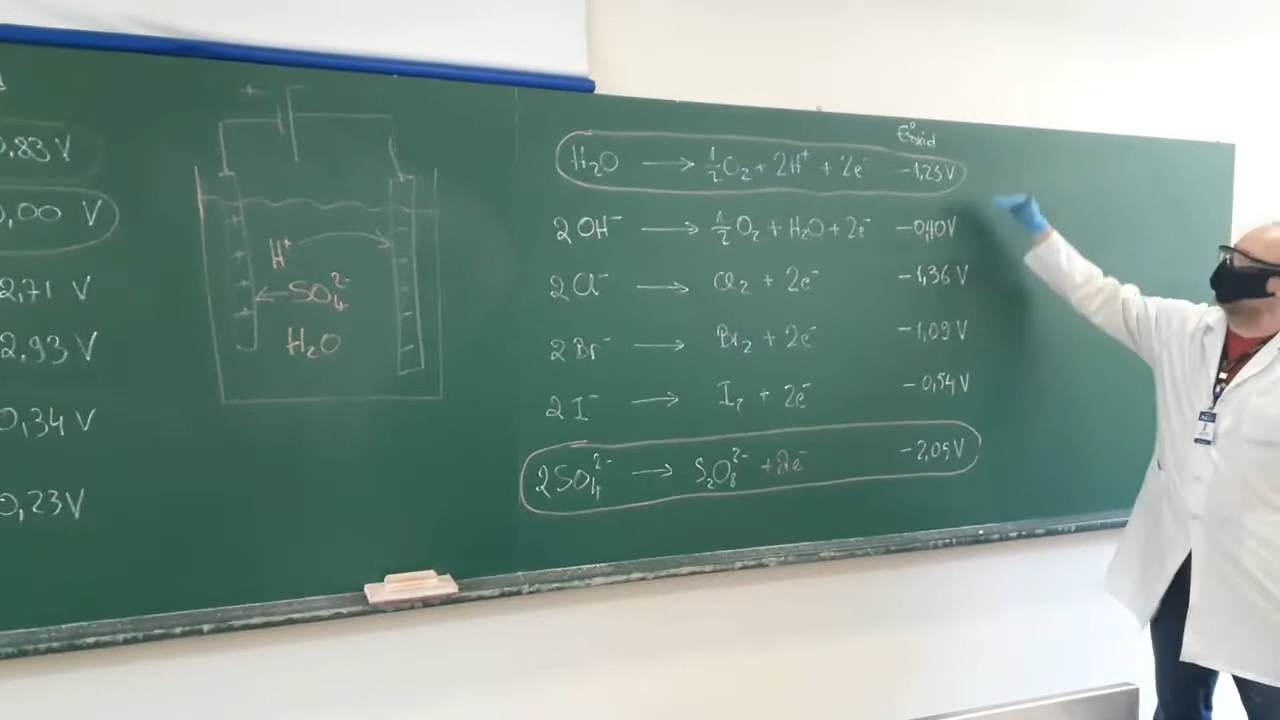 0,83 V
0,00 V
2,71 V
2,93 V
0,34 V
0,23 V
+
+
+
+
+
H⁺
← SO₄²⁻
H₂O
E°oxid
H₂O → ½ O₂ + 2H⁺ + 2e⁻ -1,23 V
2 OH⁻ → ½ O₂ + H₂O + 2e⁻ -0,40 V
2 Cl⁻ → Cl₂ + 2e⁻ -1,36 V
2 Br⁻ → Br₂ + 2e⁻ -1,09 V
2 I⁻ → I₂ + 2e⁻ -0,54 V
2 SO₄²⁻ → S₂O₈²⁻ + 2e⁻ -2,05 V